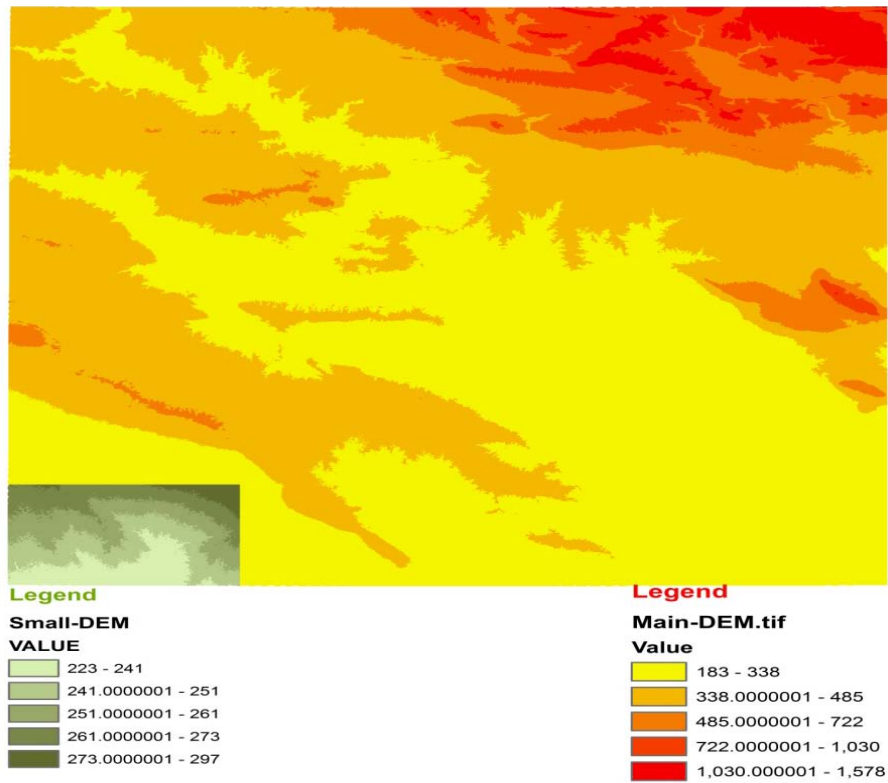 Legend
Small-DEM
VALUE
223 - 241
241.0000001 - 251
251.0000001 - 261
261.0000001 - 273
273.0000001 - 297
Legend
Main-DEM.tif
Value
183 - 338
338.0000001 - 485
485.0000001 - 722
722.0000001 - 1,030
1,030.000001 - 1,578